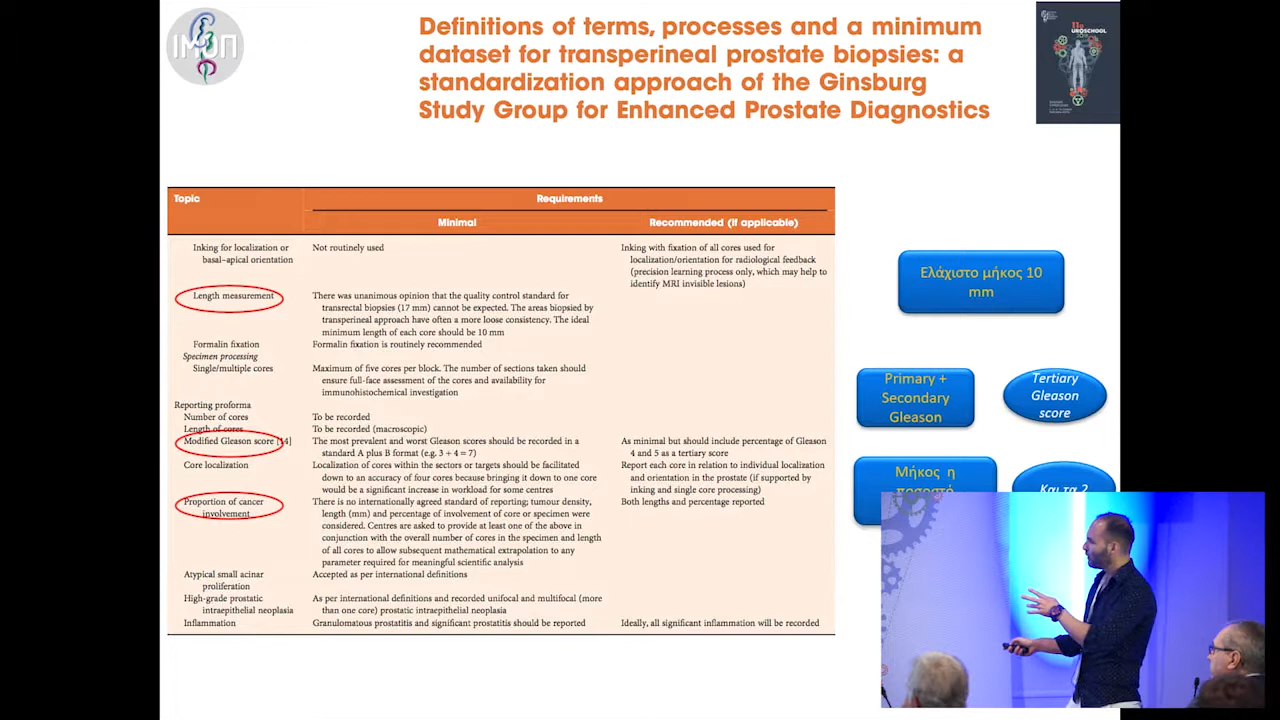 ΙΜΟΠ
Definitions of terms, processes and a minimum
dataset for transperineal prostate biopsies: a
standardization approach of the Ginsburg
Study Group for Enhanced Prostate Diagnostics
UROSCHOOL
Topic
Requirements
Minimal
Recommended (if applicable)
Inking for localization or
basal–apical orientation
Not routinely used
Inking with fixation of all cores used for
localization/orientation for radiological feedback
(precision learning process only, which may help to
identify MRI invisible lesions)
Length measurement
There was unanimous opinion that the quality control standard for
transrectal biopsies (17 mm) cannot be expected. The areas biopsied by
transperineal approach have often a more loose consistency. The ideal
minimum length of each core should be 10 mm
Formalin fixation
Formalin fixation is routinely recommended
Specimen processing
Single/multiple cores
Maximum of five cores per block. The number of sections taken should
ensure full-face assessment of the cores and availability for
immunohistochemical investigation
Reporting proforma
Number of cores
To be recorded
Length of cores
To be recorded (macroscopic)
Modified Gleason score [14]
The most prevalent and worst Gleason scores should be recorded in a
standard A plus B format (e.g. 3 + 4 = 7)
As minimal but should include percentage of Gleason
4 and 5 as a tertiary score
Core localization
Localization of cores within the sectors or targets should be facilitated
down to an accuracy of four cores because bringing it down to one core
would be a significant increase in workload for some centres
Report each core in relation to individual localization
and orientation in the prostate (if supported by
inking and single core processing)
Proportion of cancer
involvement
There is no internationally agreed standard of reporting; tumour density,
length (mm) and percentage of involvement of core or specimen were
considered. Centres are asked to provide at least one of the above in
conjunction with the overall number of cores in the specimen and length
of all cores to allow subsequent mathematical extrapolation to any
parameter required for meaningful scientific analysis
Both lengths and percentage reported
Atypical small acinar
proliferation
Accepted as per international definitions
High-grade prostatic
intraepithelial neoplasia
As per international definitions and recorded unifocal and multifocal (more
than one core) prostatic intraepithelial neoplasia
Inflammation
Granulomatous prostatitis and significant prostatitis should be reported
Ideally, all significant inflammation will be recorded
Ελάχιστο μήκος 10
mm
Primary +
Secondary
Gleason
Tertiary
Gleason
score
Μήκος η
ποσοστό
Και τα 2